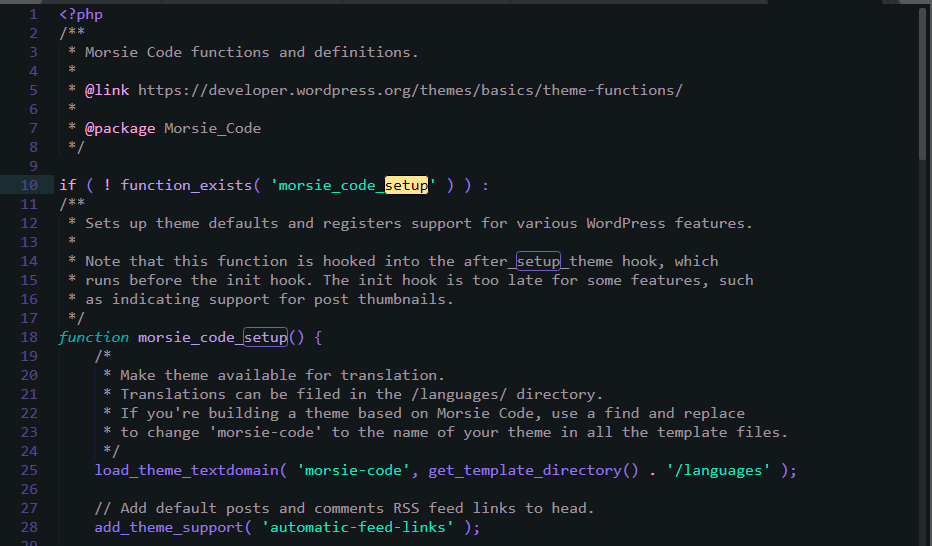 1 <?php
2 /**
3  * Morsie Code functions and definitions.
4  *
5  * @link https://developer.wordpress.org/themes/basics/theme-functions/
6  *
7  * @package Morsie_Code
8  */
9
10 if ( ! function_exists( 'morsie_code_setup' ) ) :
11 /**
12  * Sets up theme defaults and registers support for various WordPress features.
13  *
14  * Note that this function is hooked into the after_setup_theme hook, which
15  * runs before the init hook. The init hook is too late for some features, such
16  * as indicating support for post thumbnails.
17  */
18 function morsie_code_setup() {
19     /*
20      * Make theme available for translation.
21      * Translations can be filed in the /languages/ directory.
22      * If you're building a theme based on Morsie Code, use a find and replace
23      * to change 'morsie-code' to the name of your theme in all the template files.
24      */
25     load_theme_textdomain( 'morsie-code', get_template_directory() . '/languages' );
26
27     // Add default posts and comments RSS feed links to head.
28     add_theme_support( 'automatic-feed-links' );
29